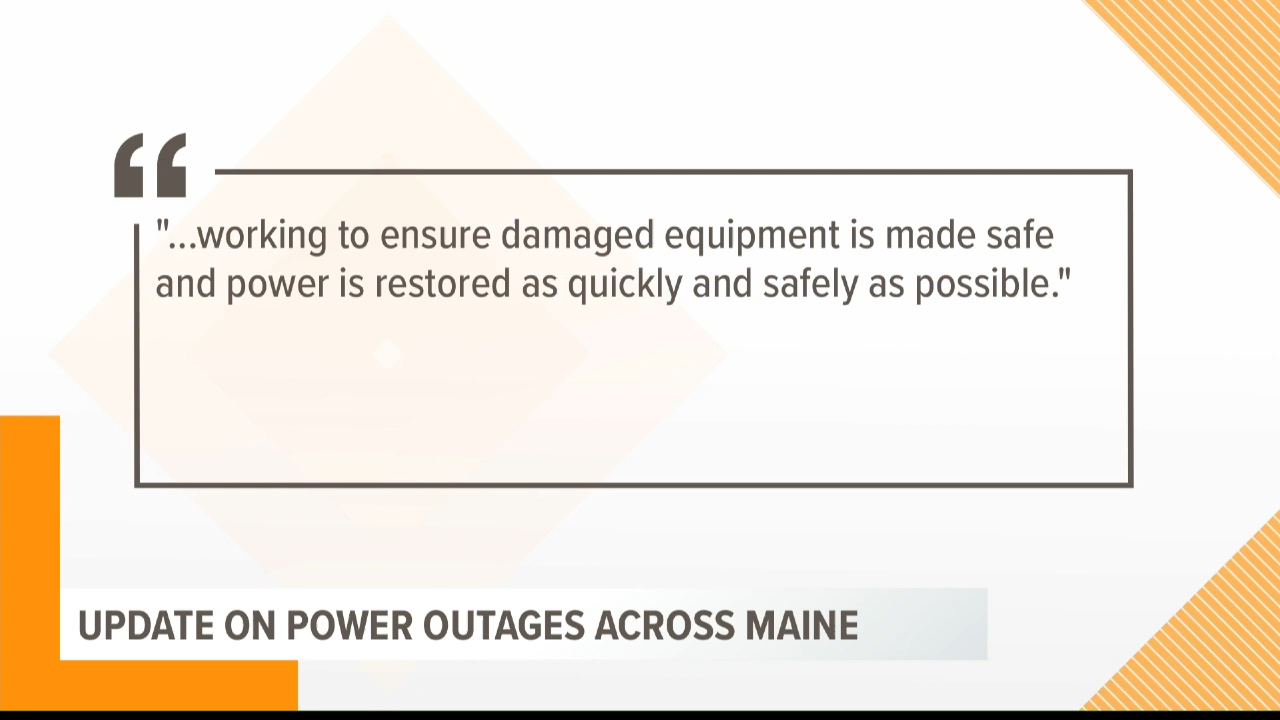 “
"...working to ensure damaged equipment is made safe
and power is restored as quickly and safely as possible."
UPDATE ON POWER OUTAGES ACROSS MAINE